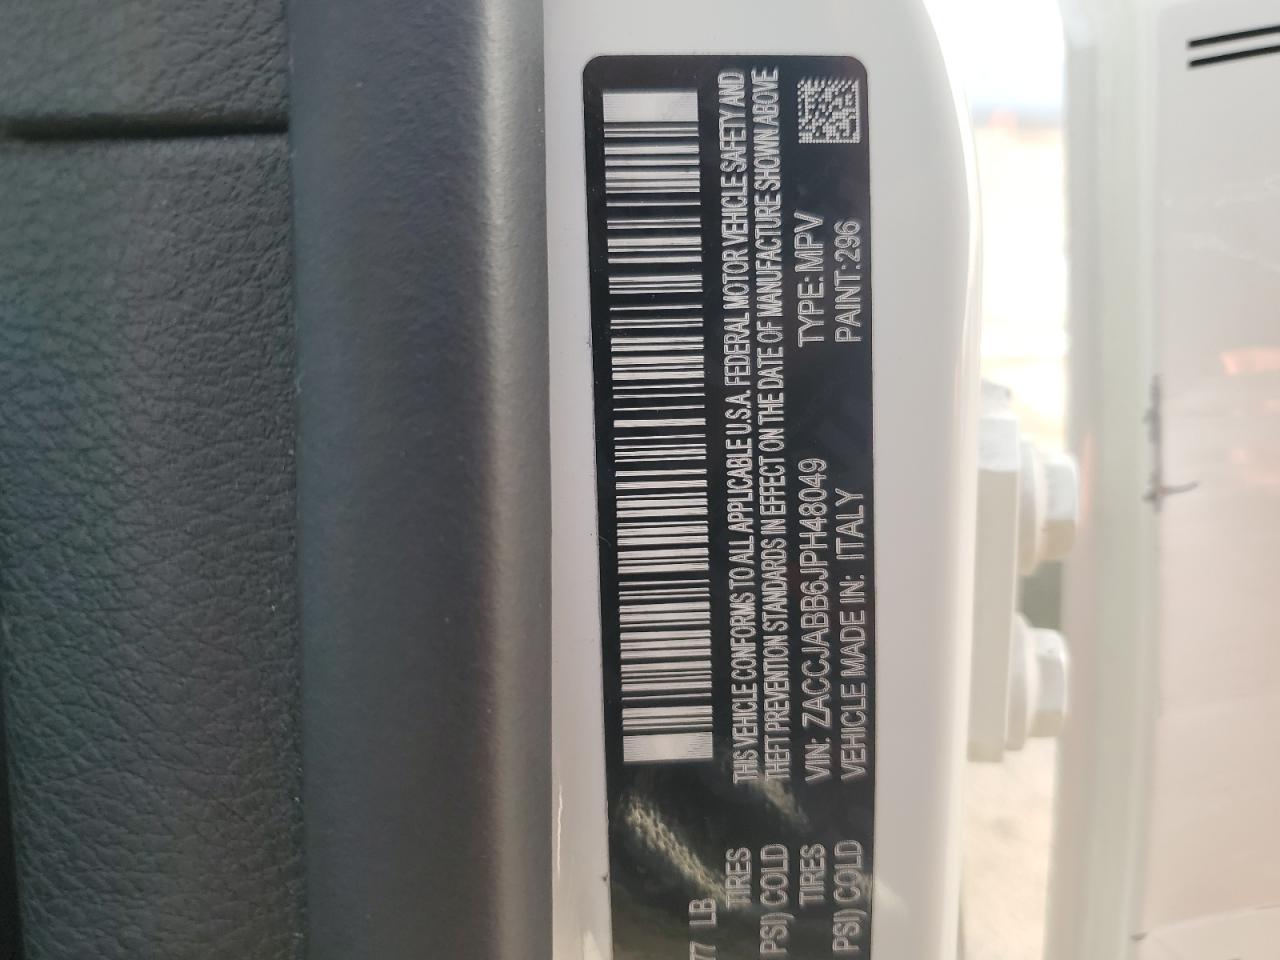 77 LB
TIRES
PSI) COLD
TIRES
PSI) COLD
THIS VEHICLE CONFORMS TO ALL APPLICABLE U.S.A. FEDERAL MOTOR VEHICLE SAFETY AND
THEFT PREVENTION STANDARDS IN EFFECT ON THE DATE OF MANUFACTURE SHOWN ABOVE
VIN: ZACCJABB6JPH48049 TYPE: MPV
VEHICLE MADE IN: ITALY PAINT:296